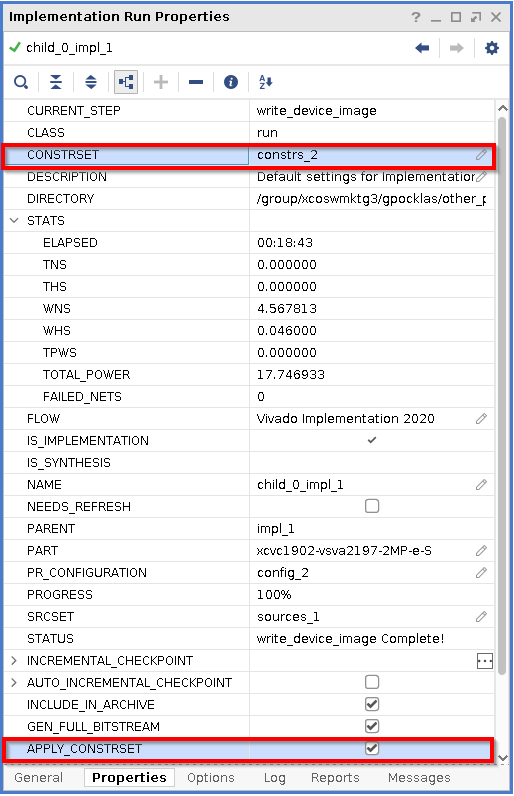 Implementation Run Properties
child_0_impl_1
CURRENT_STEP write_device_image
CLASS run
CONSTRSET constrs_2
DESCRIPTION Default settings for Implementation
DIRECTORY /group/xcoswmktg3/gpocklas/other_p
STATS
ELAPSED 00:18:43
TNS 0.000000
THS 0.000000
WNS 4.567813
WHS 0.046000
TPWS 0.000000
TOTAL_POWER 17.746933
FAILED_NETS 0
FLOW Vivado Implementation 2020
IS_IMPLEMENTATION
IS_SYNTHESIS
NAME child_0_impl_1
NEEDS_REFRESH
PARENT impl_1
PART xcvc1902-vsva2197-2MP-e-S
PR_CONFIGURATION config_2
PROGRESS 100%
SRCSET sources_1
STATUS write_device_image Complete!
INCREMENTAL_CHECKPOINT
AUTO_INCREMENTAL_CHECKPOINT
INCLUDE_IN_ARCHIVE
GEN_FULL_BITSTREAM
APPLY_CONSTRSET
General Properties Options Log Reports Messages